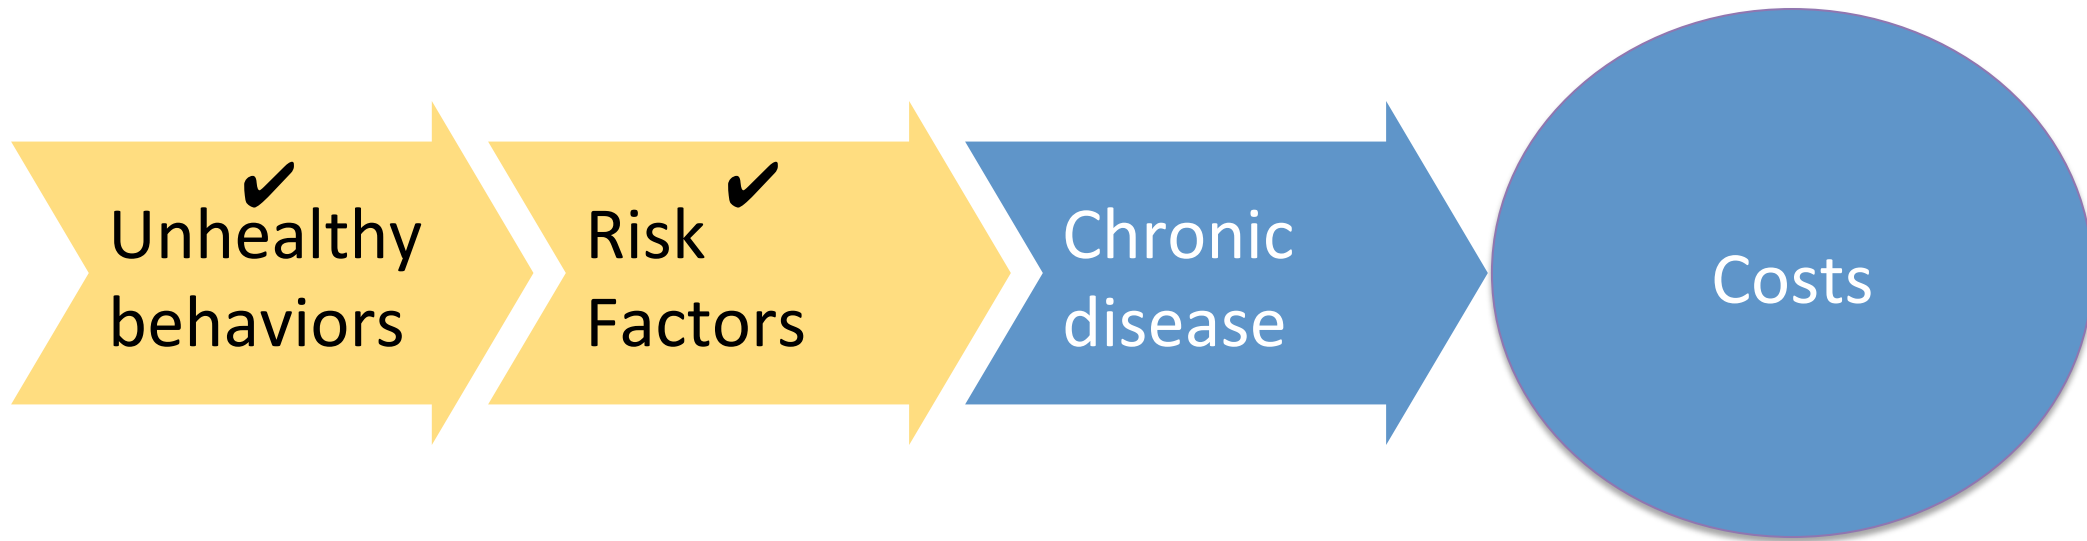 ✔
Unhealthy
behaviors
✔
Risk
Factors
Chronic
disease
Costs